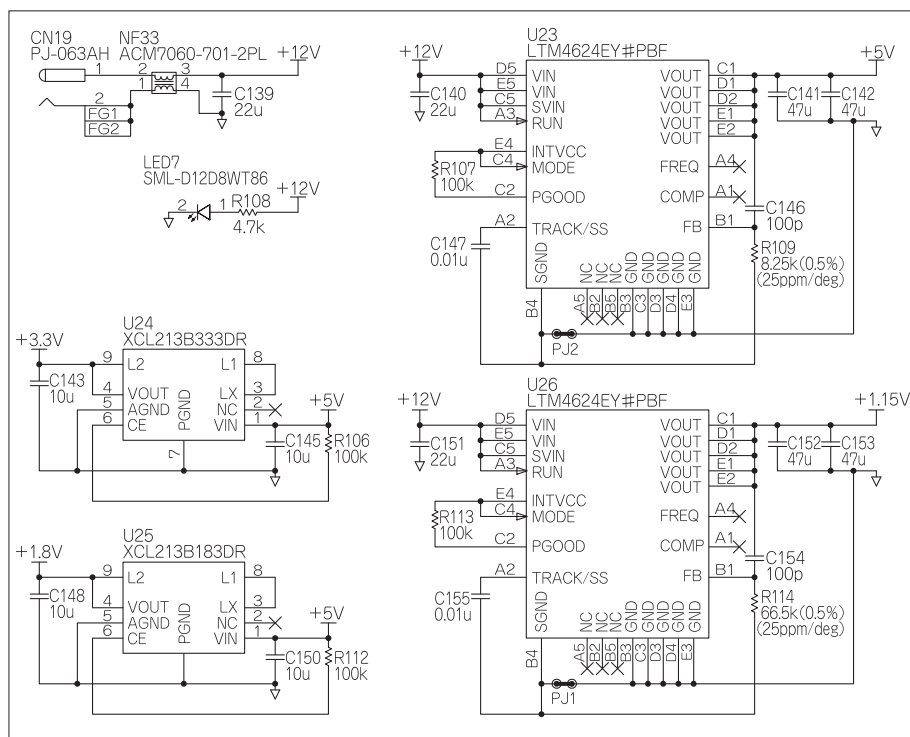 CN19
PJ-063AH
NF33
ACM7060-701-2PL
+12V
1
2 3
1 4
C139
22u
2
FG1
FG2
LED7
SML-D12D8WT86
2 1
R108
4.7k
+12V
U24
XCL213B333DR
+3.3V
C143
10u
9 L2 L1 8
4 VOUT LX 3
5 AGND NC 2
6 CE VIN 1
PGND
7
+5V
C145
10u
R106
100k
U25
XCL213B183DR
+1.8V
C148
10u
9 L2 L1 8
4 VOUT LX 3
5 AGND NC 2
6 CE VIN 1
PGND
+5V
C150
10u
R112
100k
U23
LTM4624EY#PBF
+12V
C140
22u
D5 VIN VOUT C1
E5 VIN VOUT D1
C5 SVIN VOUT D2
A3 RUN VOUT E1
VOUT E2
E4 INTVCC
C4 MODE FREQ A4
R107
100k
C2 PGOOD COMP A1
A2 TRACK/SS FB B1
C147
0.01u
SGND NC NC NC GND GND GND GND GND
B4 A5 B2 B5 B3 C3 D3 D4 E3
PJ2
+5V
C141
47u
C142
47u
C146
100p
R109
8.25k(0.5%)
(25ppm/deg)
U26
LTM4624EY#PBF
+12V
C151
22u
D5 VIN VOUT C1
E5 VIN VOUT D1
C5 SVIN VOUT D2
A3 RUN VOUT E1
VOUT E2
E4 INTVCC
C4 MODE FREQ A4
R113
100k
C2 PGOOD COMP A1
A2 TRACK/SS FB B1
C155
0.01u
SGND NC NC NC GND GND GND GND GND
B4 A5 B2 B5 B3 C3 D3 D4 E3
PJ1
+1.15V
C152
47u
C153
47u
C154
100p
R114
66.5k(0.5%)
(25ppm/deg)